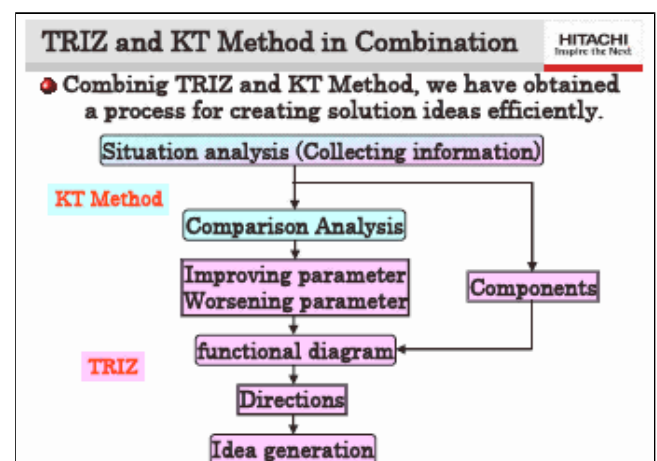 TRIZ and KT Method in Combination
HITACHI
Inspire the Next
Combinig TRIZ and KT Method, we have obtained
a process for creating solution ideas efficiently.
Situation analysis (Collecting information)
KT Method
Comparison Analysis
Improving parameter
Worsening parameter
Components
functional diagram
TRIZ
Directions
Idea generation